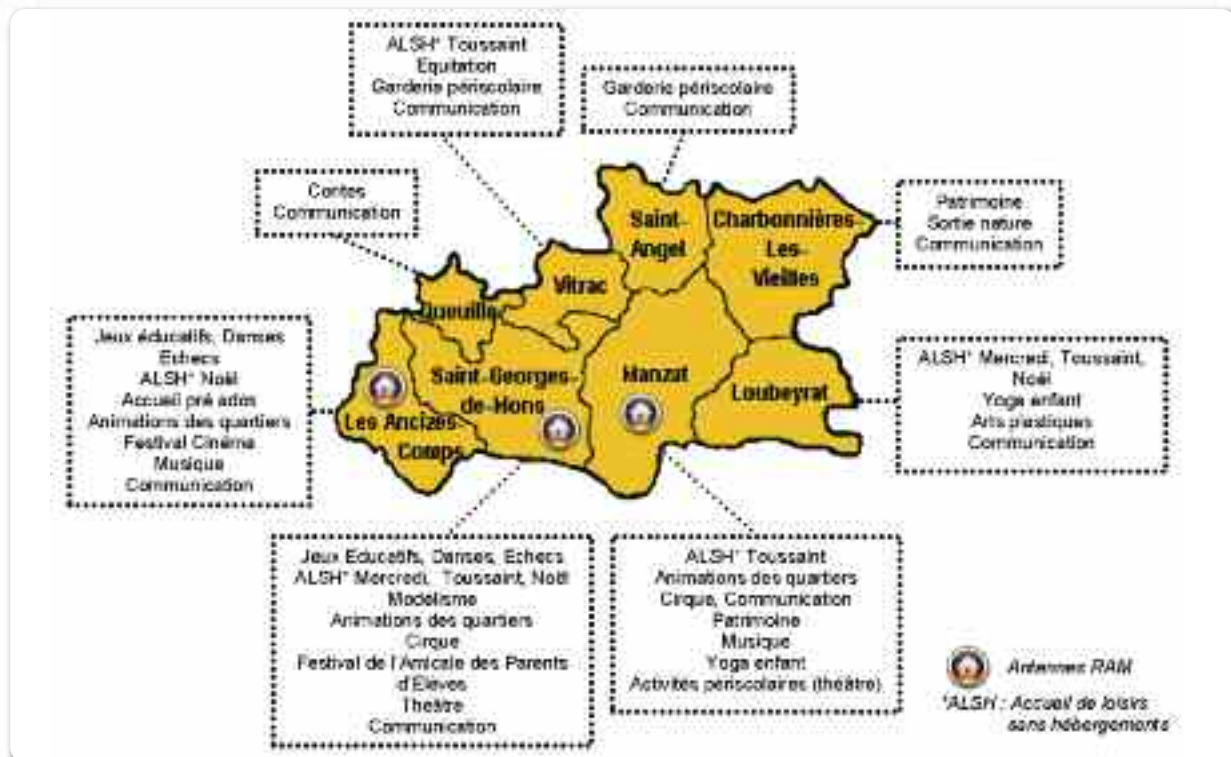 ALSH* Toussaint
Equitation
Garderie périscolaire
Communication
Garderie périscolaire
Communication
Contes
Communication
Patrimoine
Sortie nature
Communication
Saint-
Angel
Charbonnières-
Les-
Vieilles
Vitrac
Queuille
Jeux éducatifs, Danses
Echecs
ALSH* Noël
Accueil pré ados
Animations des quartiers
Festival Cinéma
Musique
Communication
Saint-Georges-
de-Mons
Manzat
Loubeyrat
Les Ancizes-
Comps
ALSH* Mercredi, Toussaint,
Noël
Yoga enfant
Arts plastiques
Communication
Jeux Educatifs, Danses, Echecs
ALSH* Mercredi, Toussaint, Noël
Modélisme
Animations des quartiers
Cirque
Festival de l'Amicale des Parents
d'Elèves
Théâtre
Communication
ALSH* Toussaint
Animations des quartiers
Cirque, Communication
Patrimoine
Musique
Yoga enfant
Activités périscolaires (théâtre)
Antennes RAM
*ALSH : Accueil de loisirs
sans hébergements